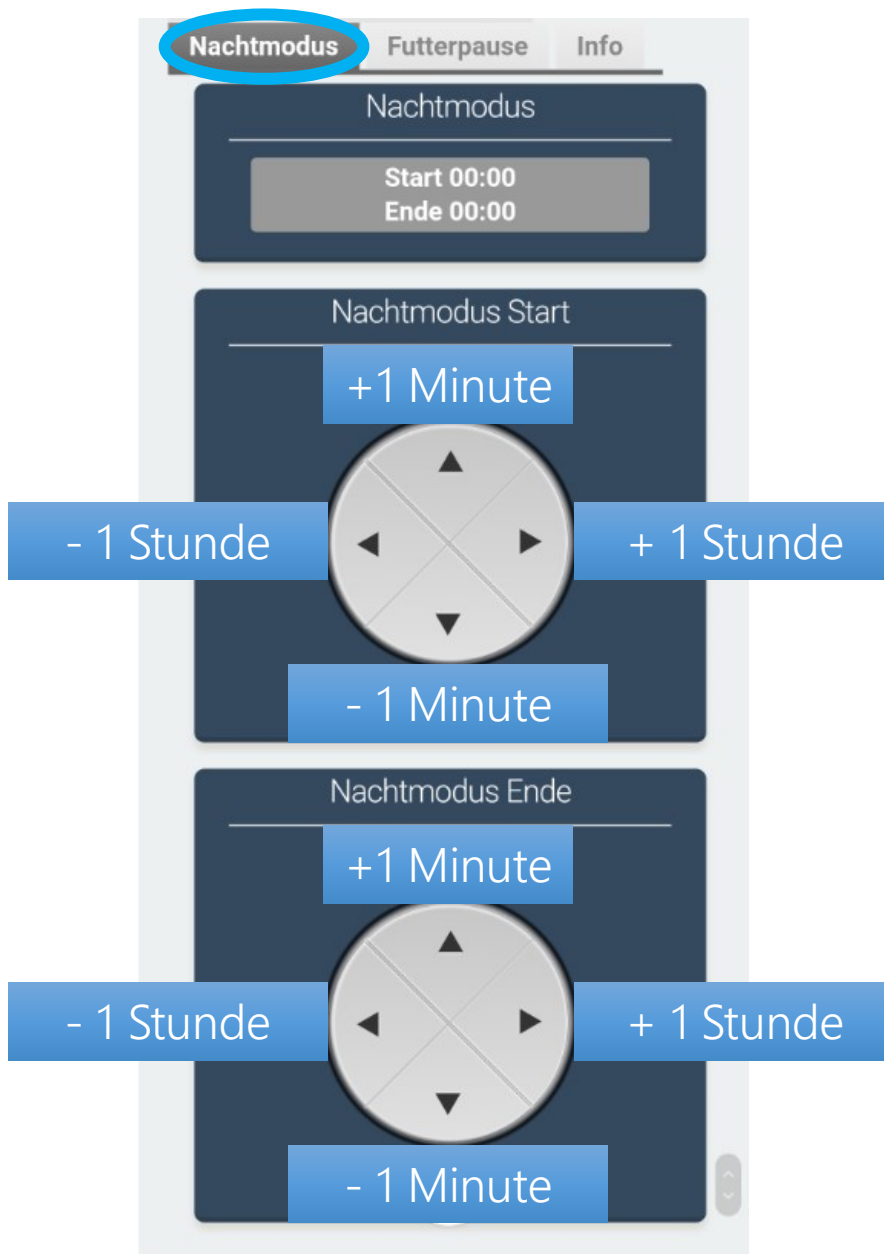 Nachtmodus Futterpause Info
Nachtmodus
Start 00:00
Ende 00:00
Nachtmodus Start
+1 Minute
- 1 Stunde
+ 1 Stunde
- 1 Minute
Nachtmodus Ende
+1 Minute
- 1 Stunde
+ 1 Stunde
- 1 Minute